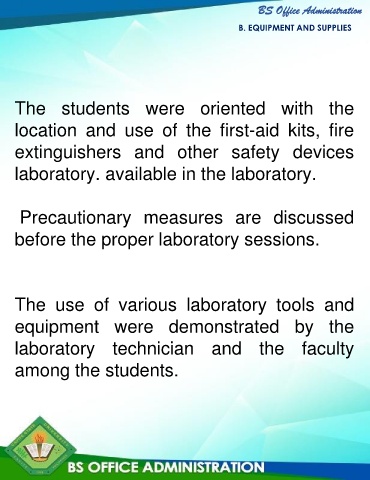 BS Office Administration
B. EQUIPMENT AND SUPPLIES
The students were oriented with the
location and use of the first-aid kits, fire
extinguishers and other safety devices
laboratory. available in the laboratory.
Precautionary measures are discussed
before the proper laboratory sessions.
The use of various laboratory tools and
equipment were demonstrated by the
laboratory technician and the faculty
among the students.
BS OFFICE ADMINISTRATION